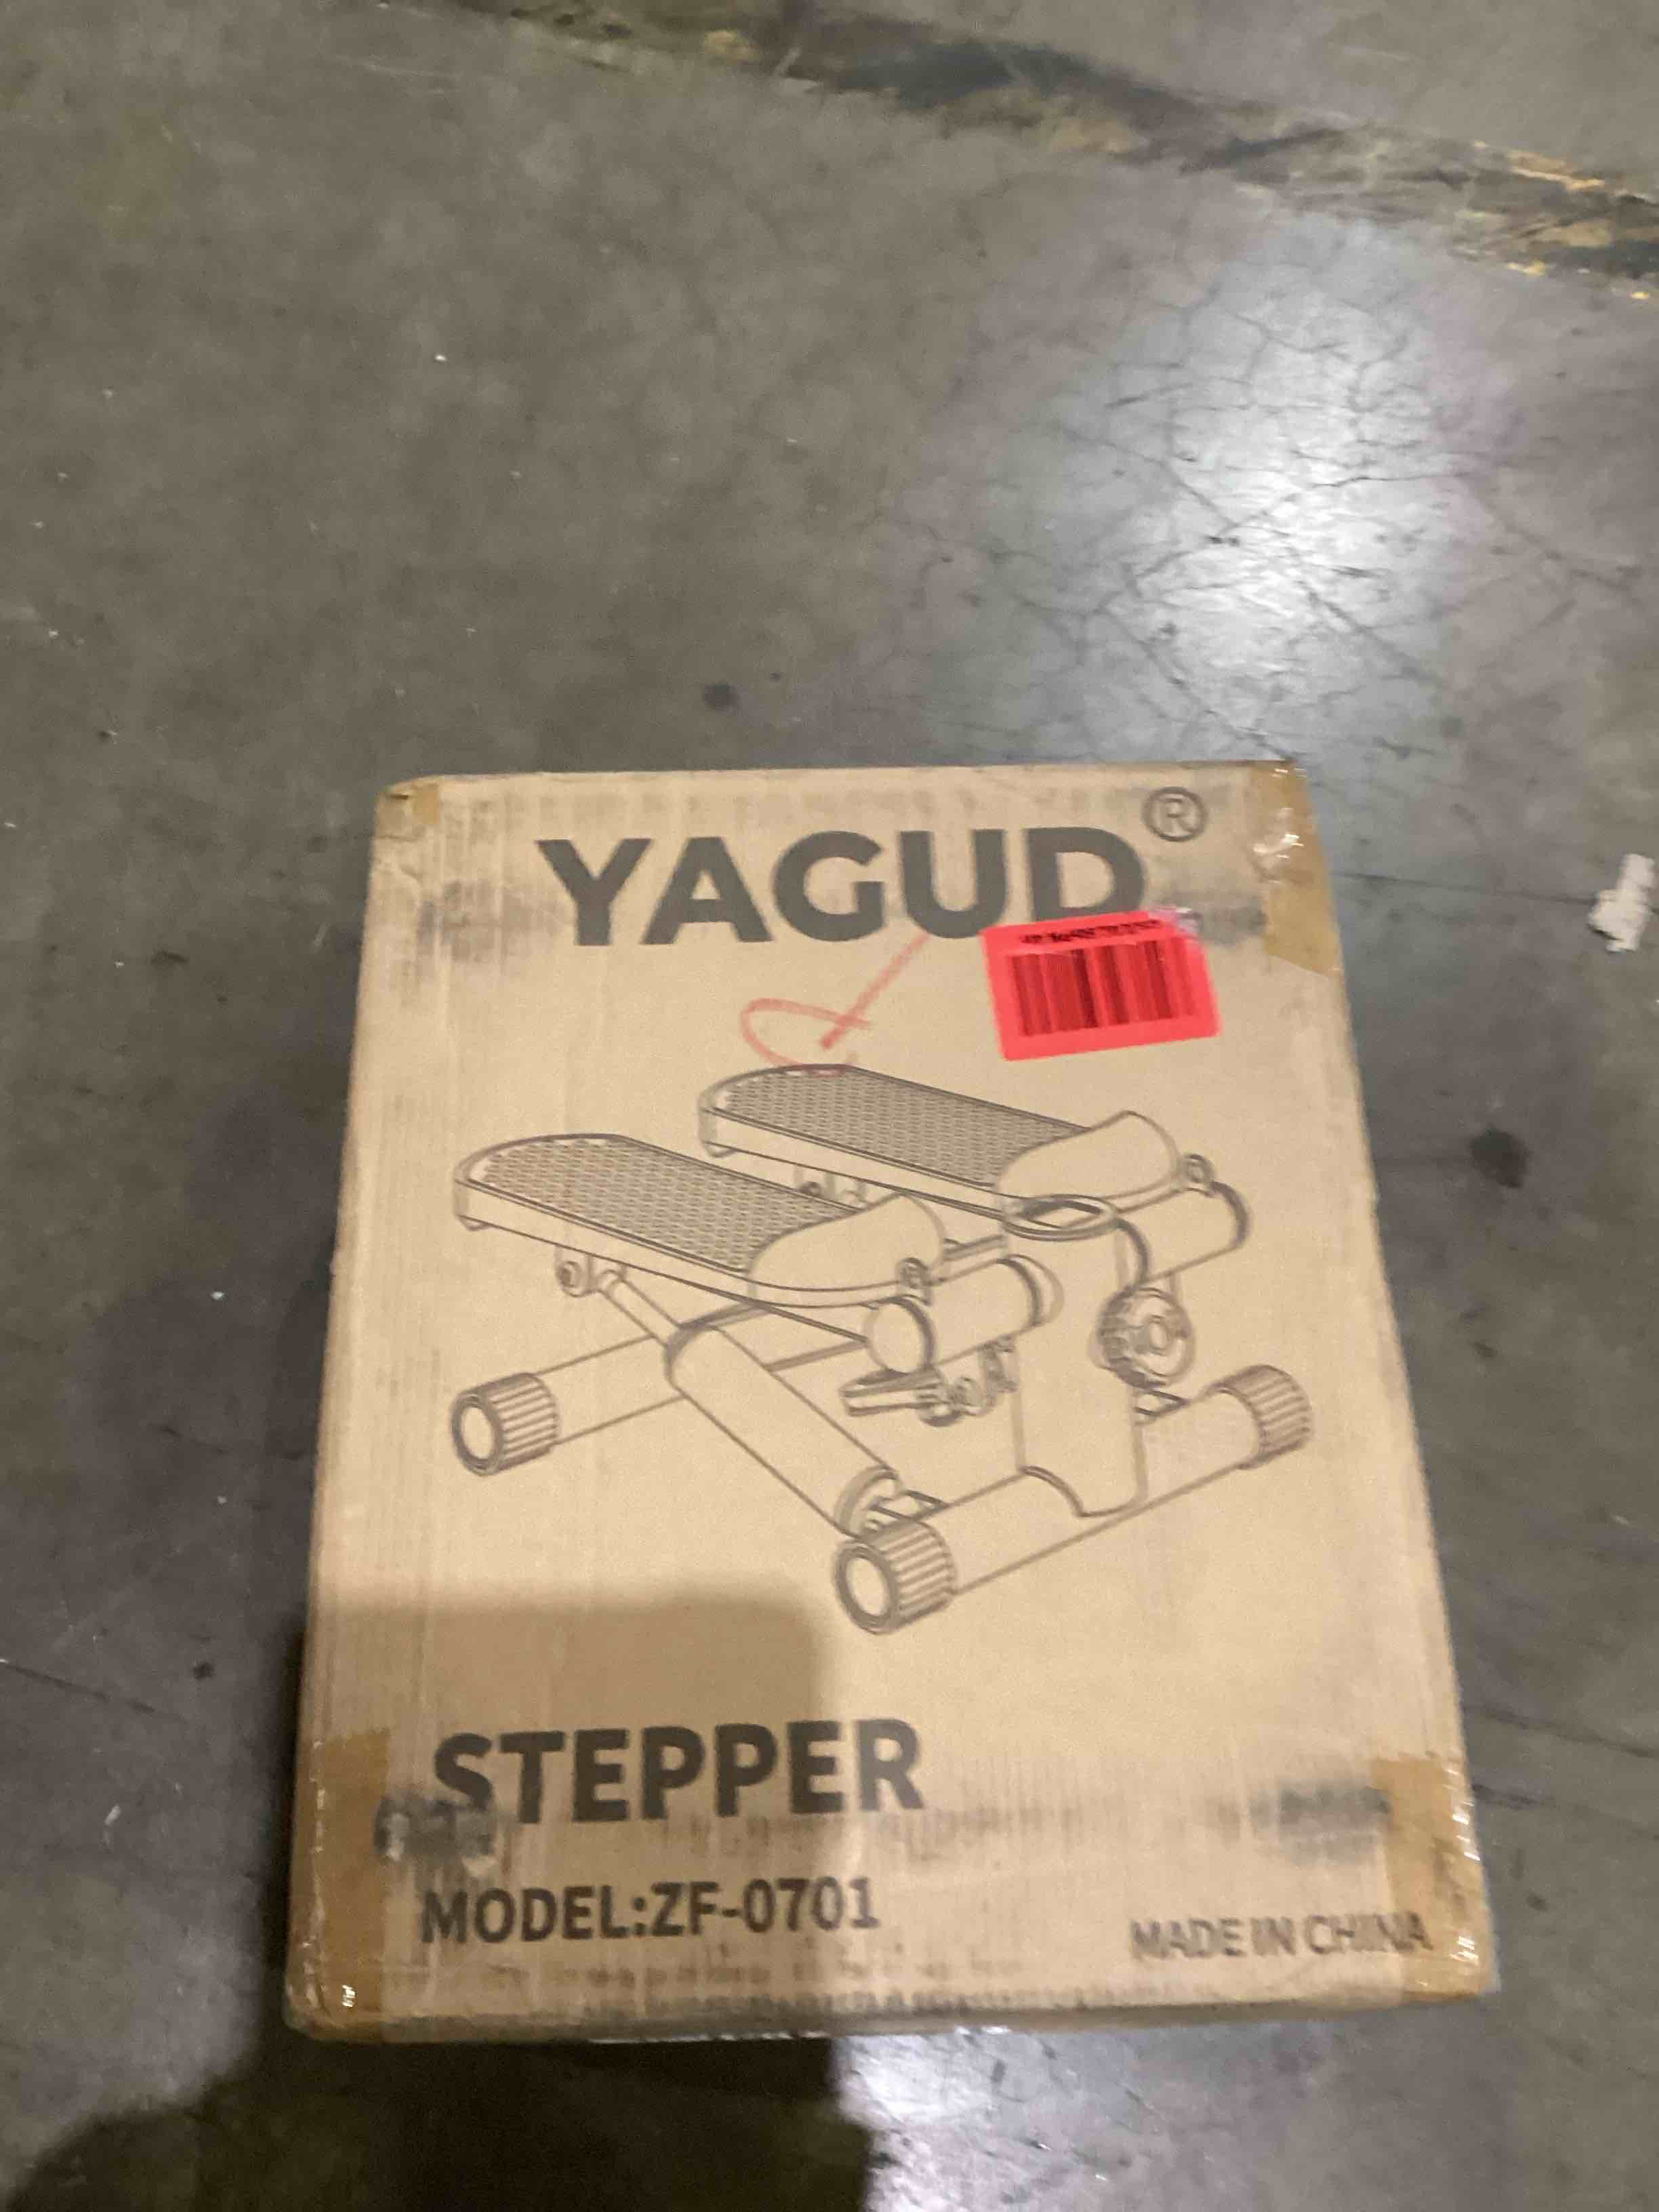 YAGUD®
STEPPER
MODEL:ZF-0701
MADE IN CHINA